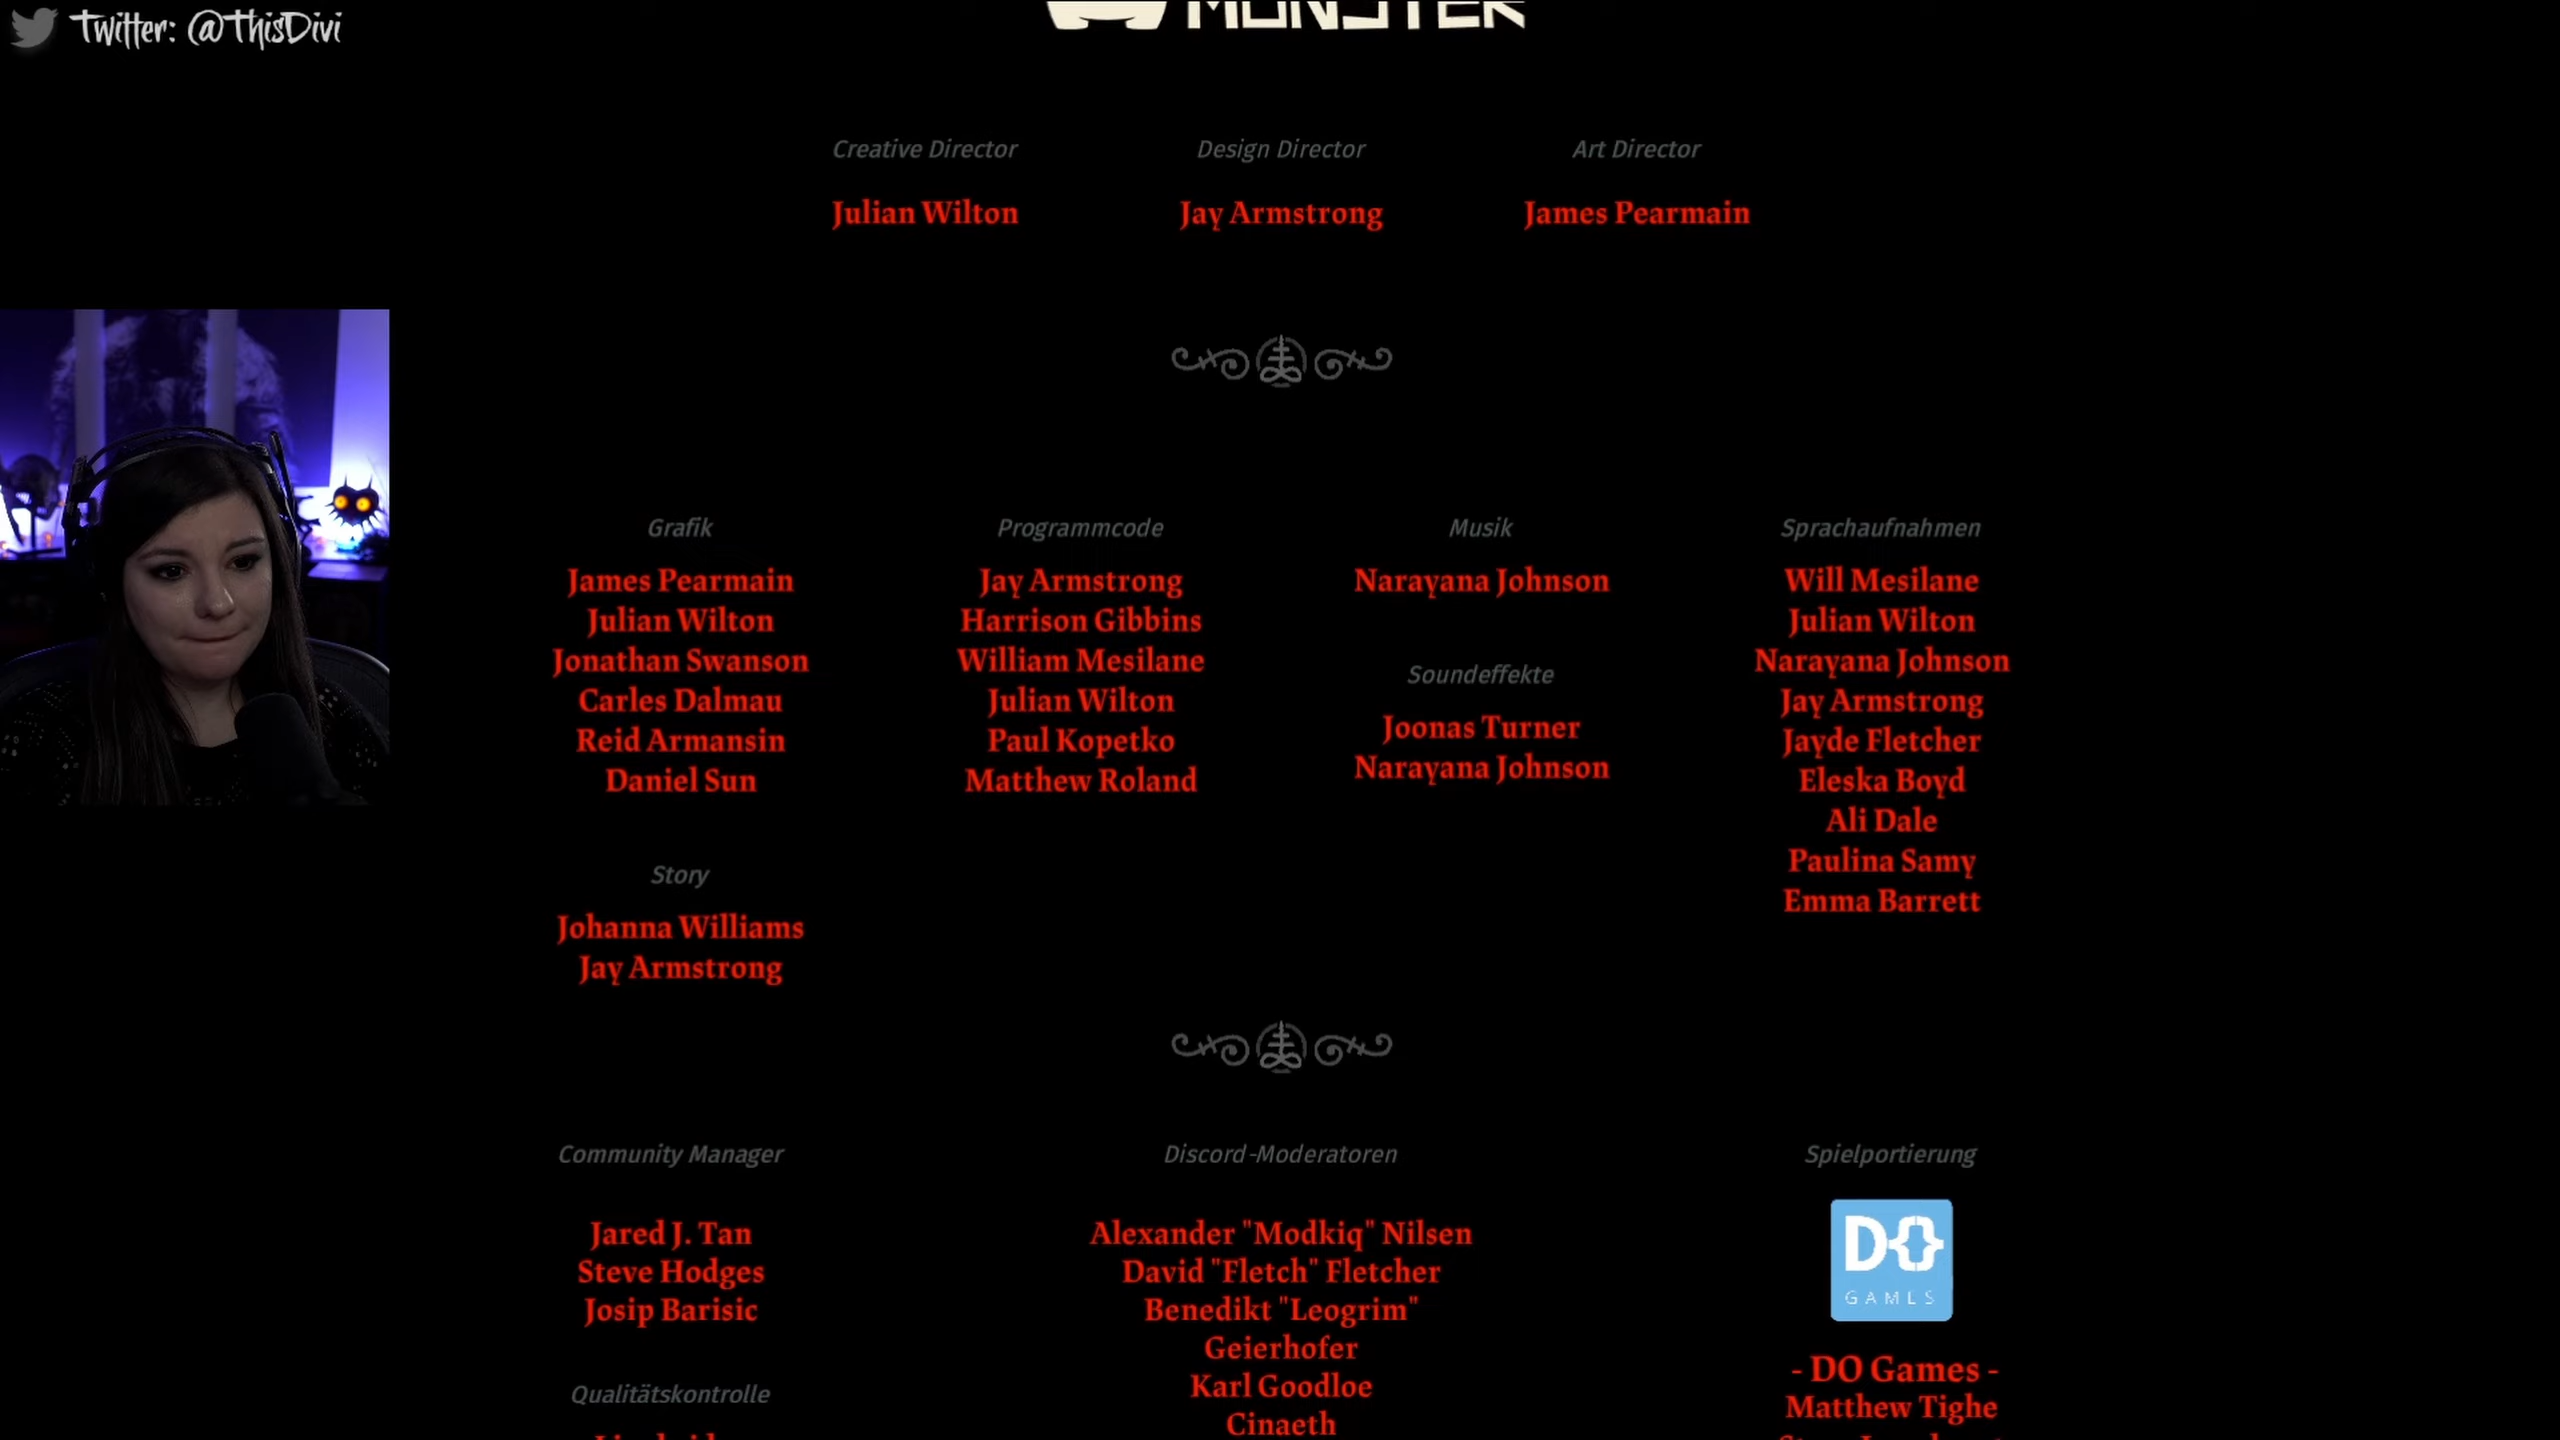 Twitter: @ThisDivi
MONSTER
Creative Director
Julian Wilton
Design Director
Jay Armstrong
Art Director
James Pearmain
Grafik
James Pearmain
Julian Wilton
Jonathan Swanson
Carles Dalmau
Reid Armansin
Daniel Sun
Story
Johanna Williams
Jay Armstrong
Programmcode
Jay Armstrong
Harrison Gibbins
William Mesilane
Julian Wilton
Paul Kopetko
Matthew Roland
Musik
Narayana Johnson
Soundeffekte
Joonas Turner
Narayana Johnson
Sprachaufnahmen
Will Mesilane
Julian Wilton
Narayana Johnson
Jay Armstrong
Jayde Fletcher
Eleska Boyd
Ali Dale
Paulina Samy
Emma Barrett
Community Manager
Jared J. Tan
Steve Hodges
Josip Barisic
Qualitätskontrolle
Discord-Moderatoren
Alexander "Modkiq" Nilsen
David "Fletch" Fletcher
Benedikt "Leogrim"
Geierhofer
Karl Goodloe
Cinaeth
Spielportierung
DO
GAMES
- DO Games -
Matthew Tighe